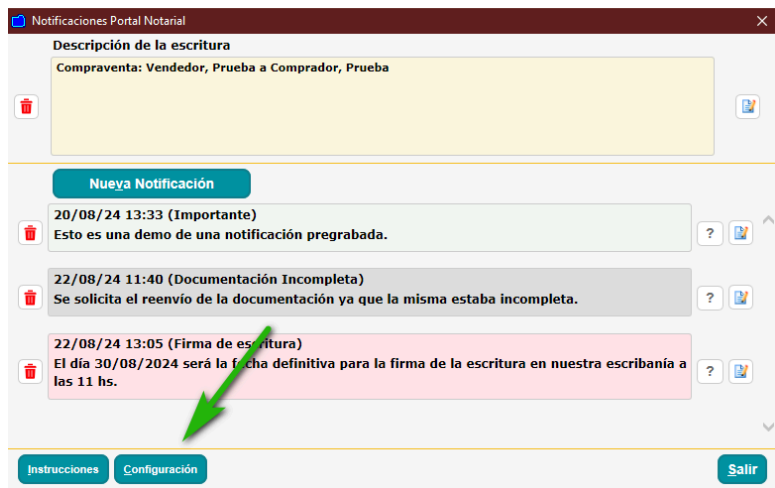 Notificaciones Portal Notarial
Descripción de la escritura
Compraventa: Vendedor, Prueba a Comprador, Prueba
Nueva Notificación
20/08/24 13:33 (Importante)
Esto es una demo de una notificación pregrabada.
?
22/08/24 11:40 (Documentación Incompleta)
Se solicita el reenvío de la documentación ya que la misma estaba incompleta.
?
22/08/24 13:05 (Firma de escritura)
El día 30/08/2024 será la fecha definitiva para la firma de la escritura en nuestra escribanía a
las 11 hs.
?
Instrucciones
Configuración
Salir